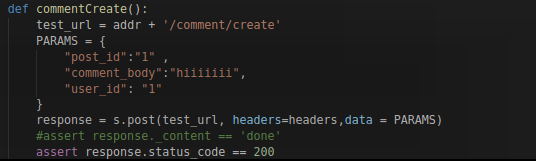 def commentCreate():
    test_url = addr + '/comment/create'
    PARAMS = {
        "post_id":"1" ,
        "comment_body":"hiiiiiii",
        "user_id": "1"
    }
    response = s.post(test_url, headers=headers,data = PARAMS)
    #assert response._content == 'done'
    assert response.status_code == 200